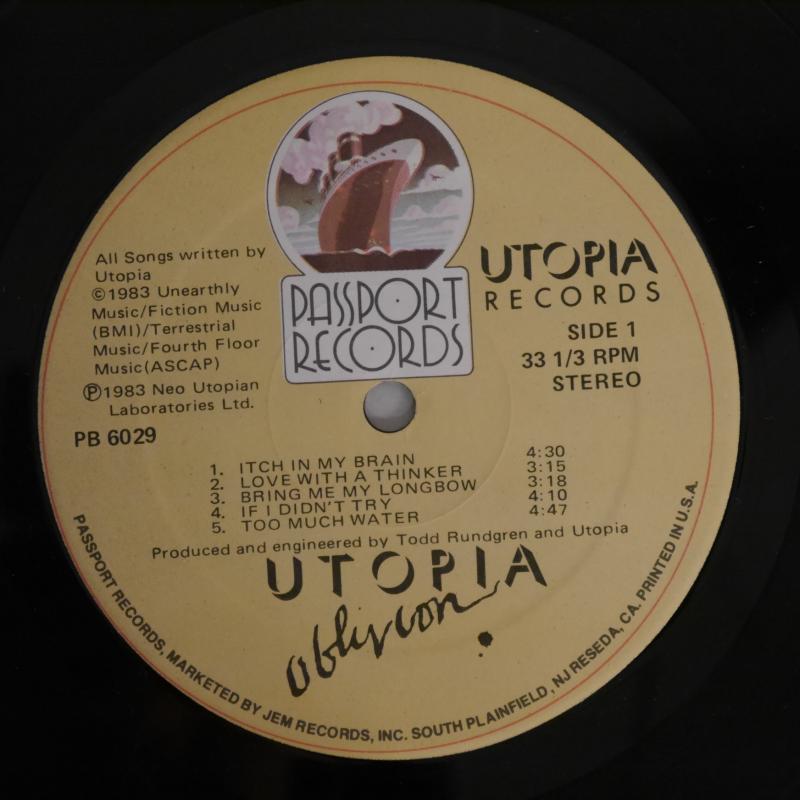 All Songs written by
Utopia
©1983 Unearthly
Music/Fiction Music
(BMI)/Terrestrial
Music/Fourth Floor
Music(ASCAP)
℗1983 Neo Utopian
Laboratories Ltd.
PB 6029
PASSPORT
RECORDS
UTOPIA
RECORDS
SIDE 1
33 1/3 RPM
STEREO
1. ITCH IN MY BRAIN 4:30
2. LOVE WITH A THINKER 3:15
3. BRING ME MY LONGBOW 3:18
4. IF I DIDN'T TRY 4:10
5. TOO MUCH WATER 4:47
Produced and engineered by Todd Rundgren and Utopia
UTOPIA
oblivion
PASSPORT RECORDS, MARKETED BY JEM RECORDS, INC. SOUTH PLAINFIELD, NJ RESEDA, CA. PRINTED IN U.S.A.